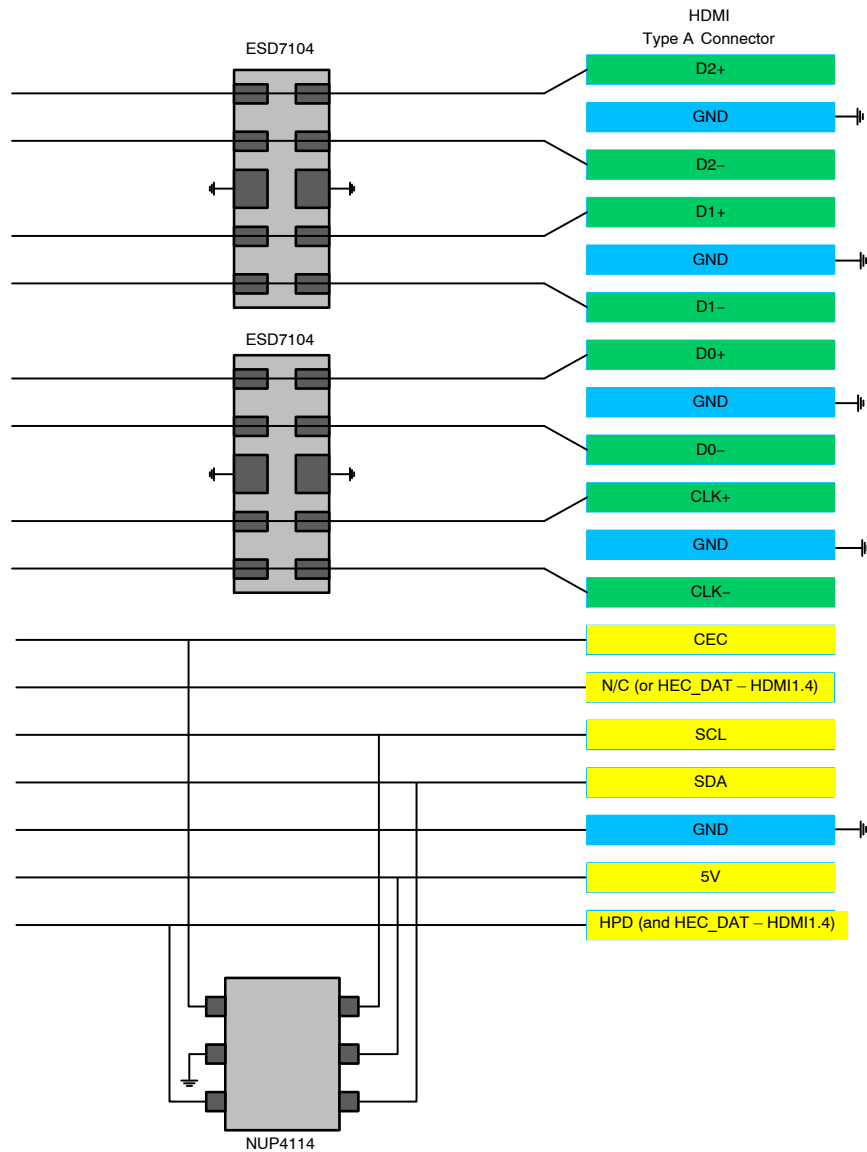 HDMI
Type A Connector
ESD7104
D2+
GND
D2−
D1+
GND
D1−
ESD7104
D0+
GND
D0−
CLK+
GND
CLK−
CEC
N/C (or HEC_DAT – HDMI1.4)
SCL
SDA
GND
5V
HPD (and HEC_DAT – HDMI1.4)
NUP4114